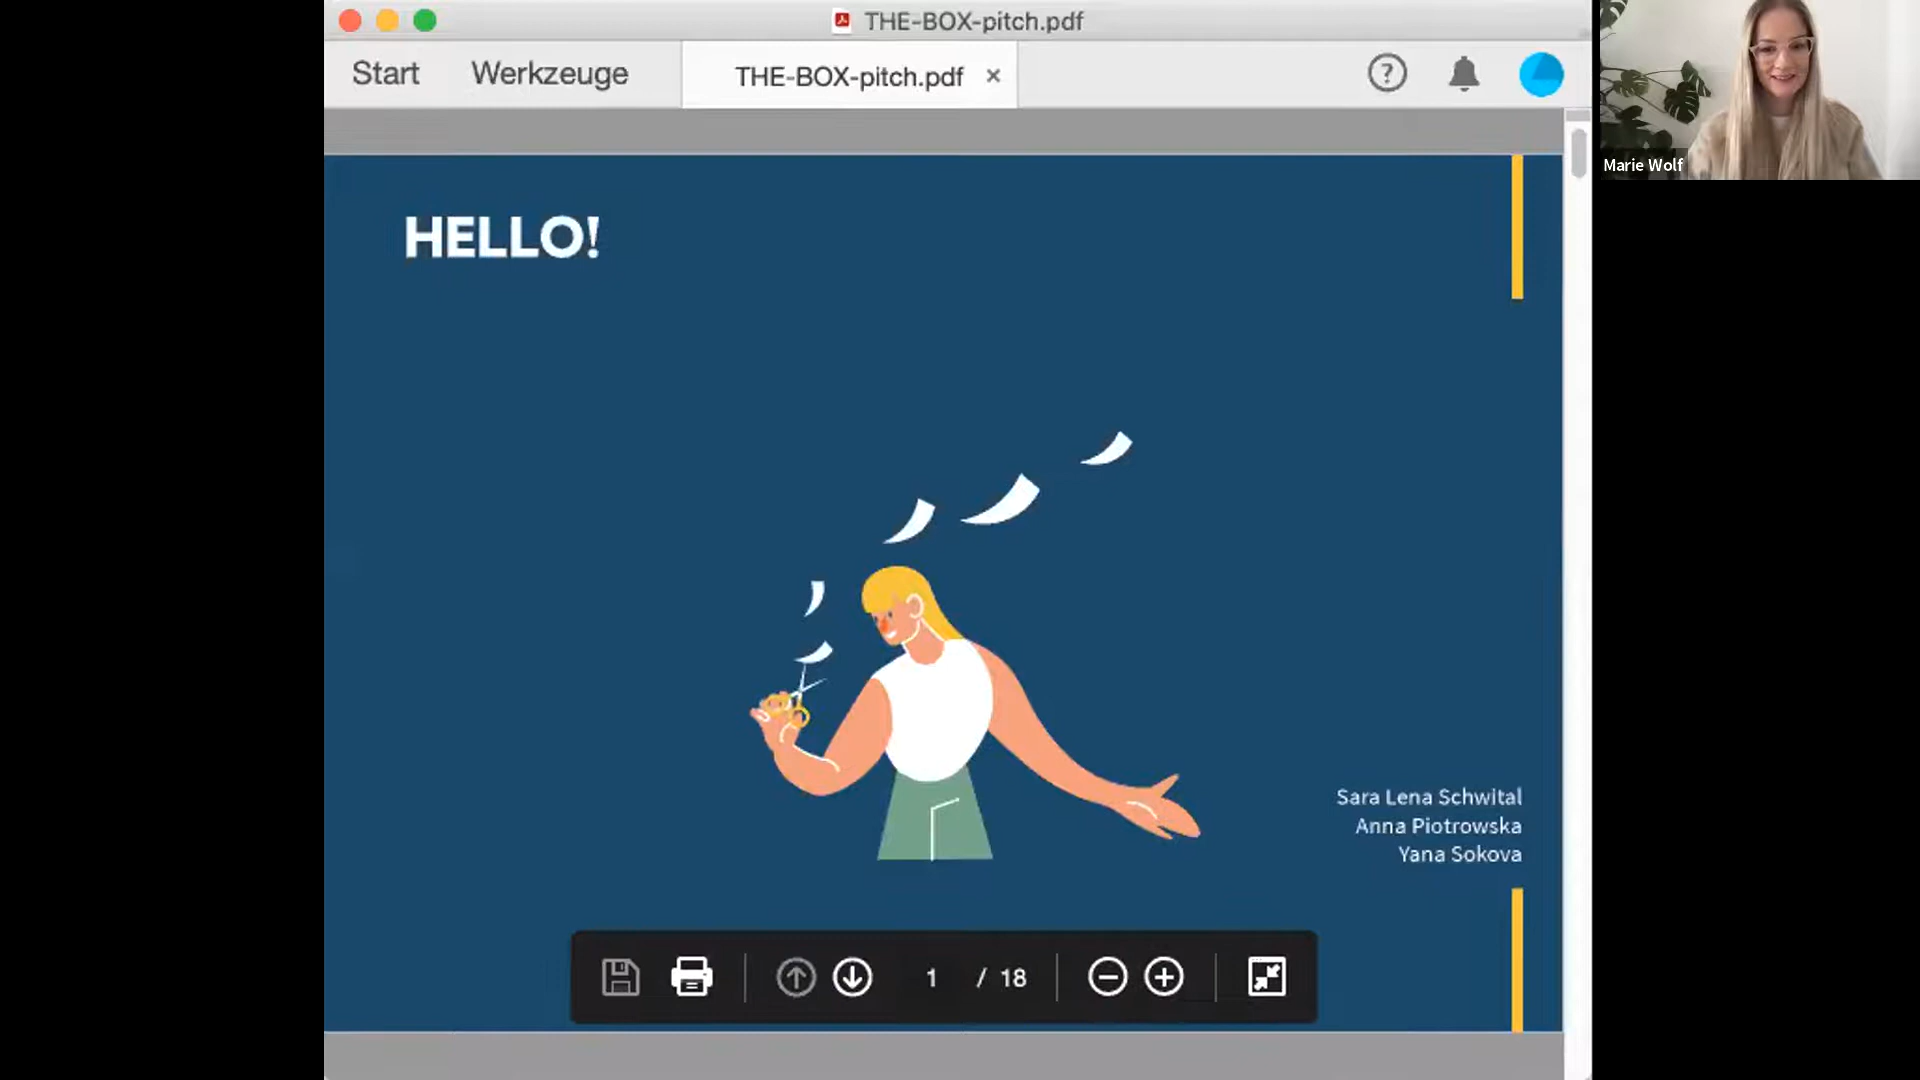 THE-BOX-pitch.pdf
Start
Werkzeuge
THE-BOX-pitch.pdf
Marie Wolf
HELLO!
Sara Lena Schwital
Anna Piotrowska
Yana Sokova
1 / 18